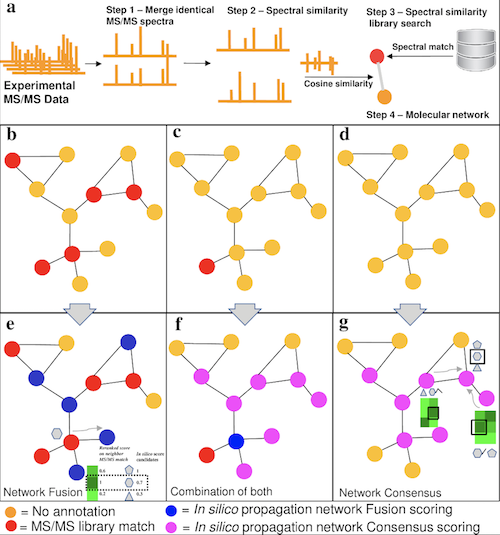 a
Step 1 – Merge identical
MS/MS spectra
Step 2 – Spectral similarity
Step 3 – Spectral similarity
library search
Spectral match
Experimental
MS/MS Data
Cosine similarity
Step 4 – Molecular network
b
c
d
e
f
g
Reranked score
on neighbor
MS/MS match
In silico score
candidates
0.6
1
0.7
0.2
0.3
Network Fusion
Combination of both
Network Consensus
= No annotation
= In silico propagation network Fusion scoring
= MS/MS library match
= In silico propagation network Consensus scoring